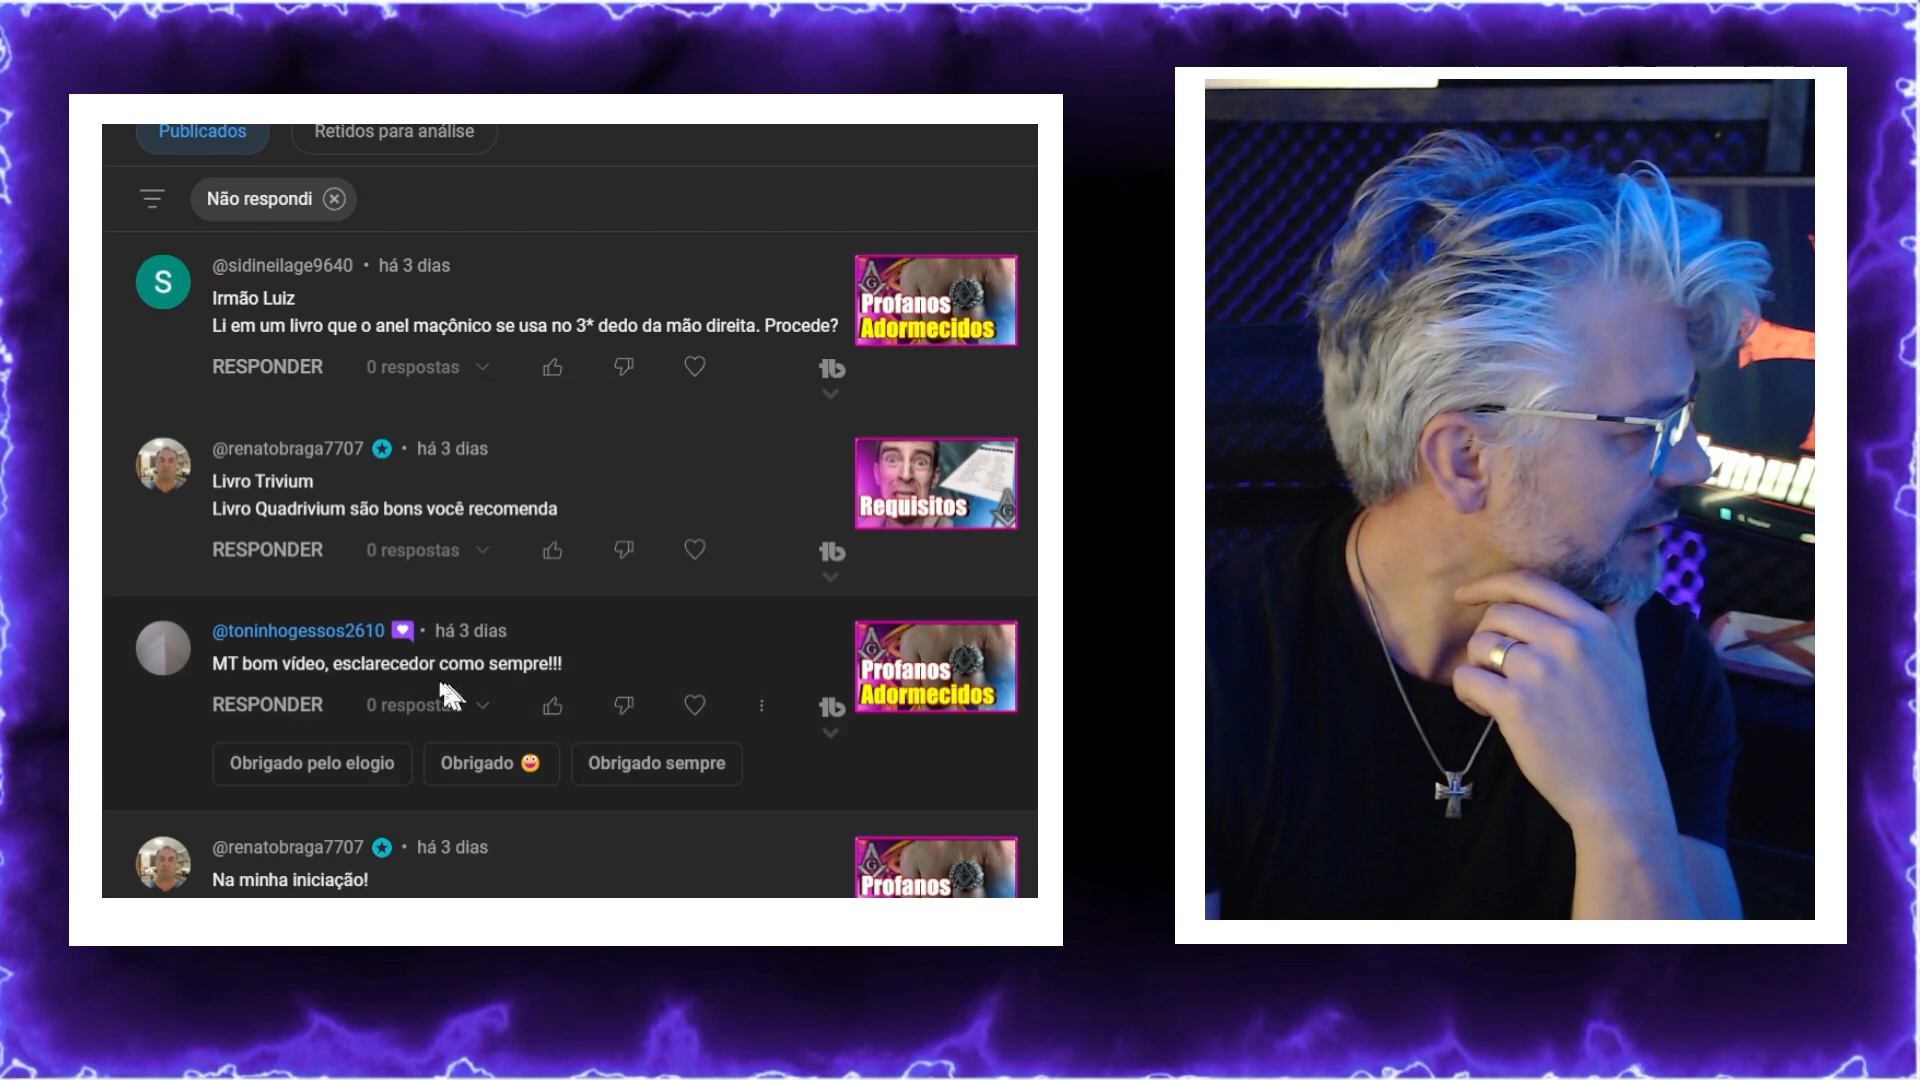 Publicados
Retidos para análise
Não respondi
@sidineilage9640 • há 3 dias
Irmão Luiz
Li em um livro que o anel maçônico se usa no 3* dedo da mão direita. Procede?
RESPONDER
0 respostas
Profanos
Adormecidos
@renatobraga7707 • há 3 dias
Livro Trivium
Livro Quadrivium são bons você recomenda
RESPONDER
0 respostas
Requisitos
@toninhogessos2610 • há 3 dias
MT bom vídeo, esclarecedor como sempre!!!
RESPONDER
Obrigado pelo elogio
Obrigado
Obrigado sempre
Profanos
Adormecidos
@renatobraga7707 • há 3 dias
Na minha iniciação!
Profanos